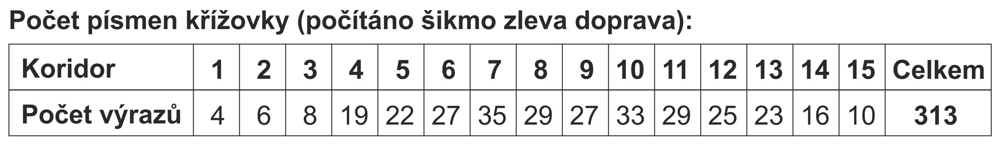 Počet písmen křížovky (počítáno šikmo zleva doprava):
Koridor 1 2 3 4 5 6 7 8 9 10 11 12 13 14 15 Celkem
Počet výrazů 4 6 8 19 22 27 35 29 27 33 29 25 23 16 10 313